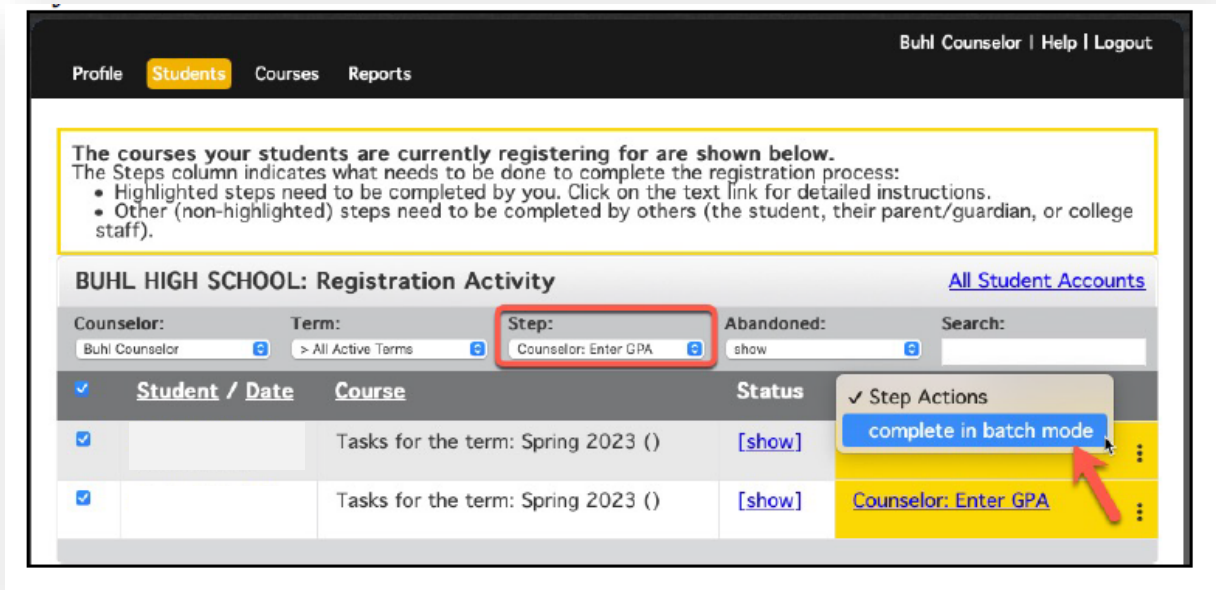 Buhl Counselor | Help | Logout
Profile Students Courses Reports
The courses your students are currently registering for are shown below.
The Steps column indicates what needs to be done to complete the registration process:
• Highlighted steps need to be completed by you. Click on the text link for detailed instructions.
• Other (non-highlighted) steps need to be completed by others (the student, their parent/guardian, or college
staff).
BUHL HIGH SCHOOL: Registration Activity All Student Accounts
Counselor: Term: Step: Abandoned: Search:
Buhl Counselor > All Active Terms Counselor: Enter GPA show
Student / Date Course Status ✓ Step Actions
complete in batch mode
Tasks for the term: Spring 2023 () [show]
Tasks for the term: Spring 2023 () [show] Counselor: Enter GPA